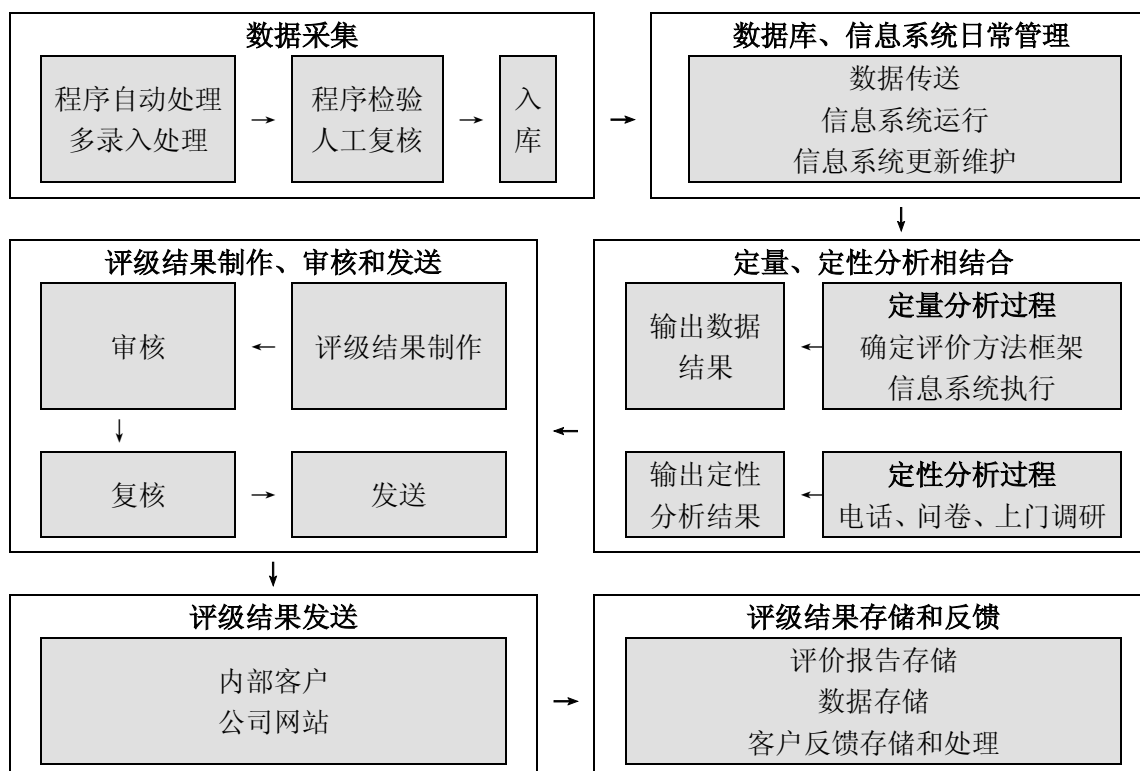 数据采集
程序自动处理
多录入处理
→
程序检验
人工复核
→
入
库
→
数据库、信息系统日常管理
数据传送
信息系统运行
信息系统更新维护
↓
定量、定性分析相结合
定量分析过程
确定评价方法框架
信息系统执行
←
输出数据
结果
定性分析过程
电话、问卷、上门调研
←
输出定性
分析结果
←
评级结果制作、审核和发送
评级结果制作
←
审核
↓
复核
→
发送
↓
评级结果发送
内部客户
公司网站
→
评级结果存储和反馈
评价报告存储
数据存储
客户反馈存储和处理